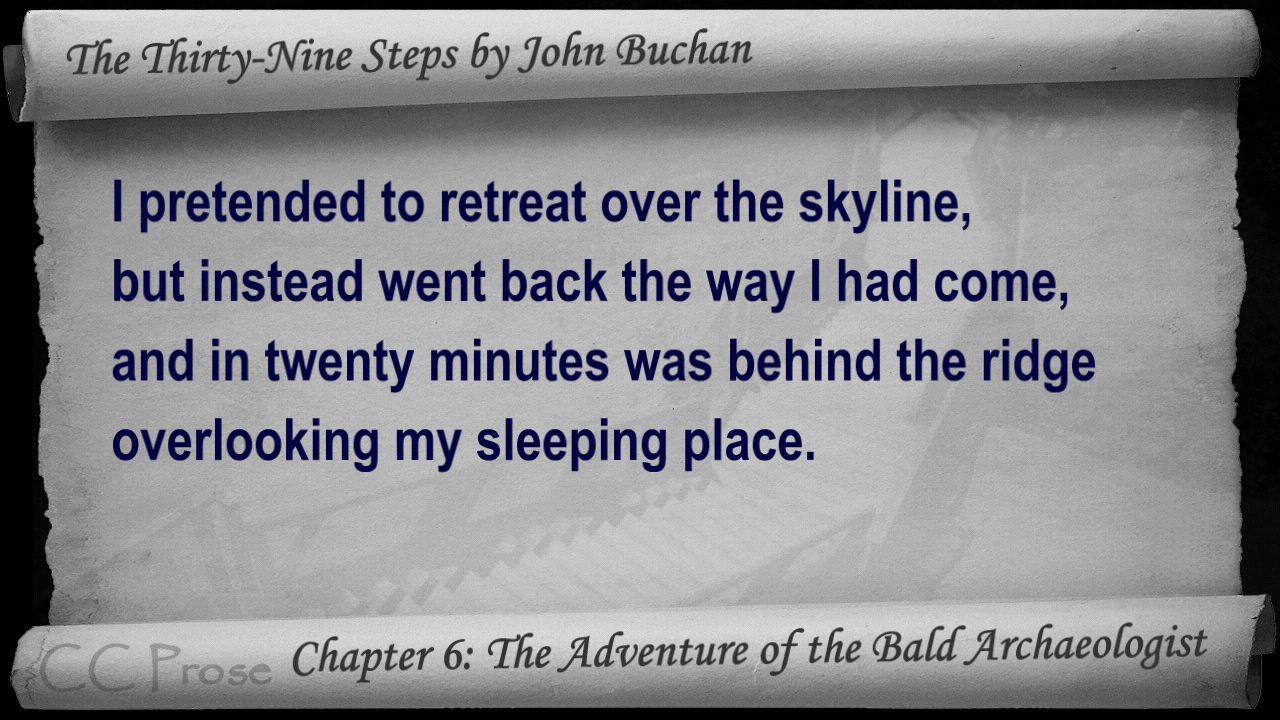 The Thirty-Nine Steps by John Buchan
I pretended to retreat over the skyline,
but instead went back the way I had come,
and in twenty minutes was behind the ridge
overlooking my sleeping place.
CC Prose
Chapter 6: The Adventure of the Bald Archaeologist